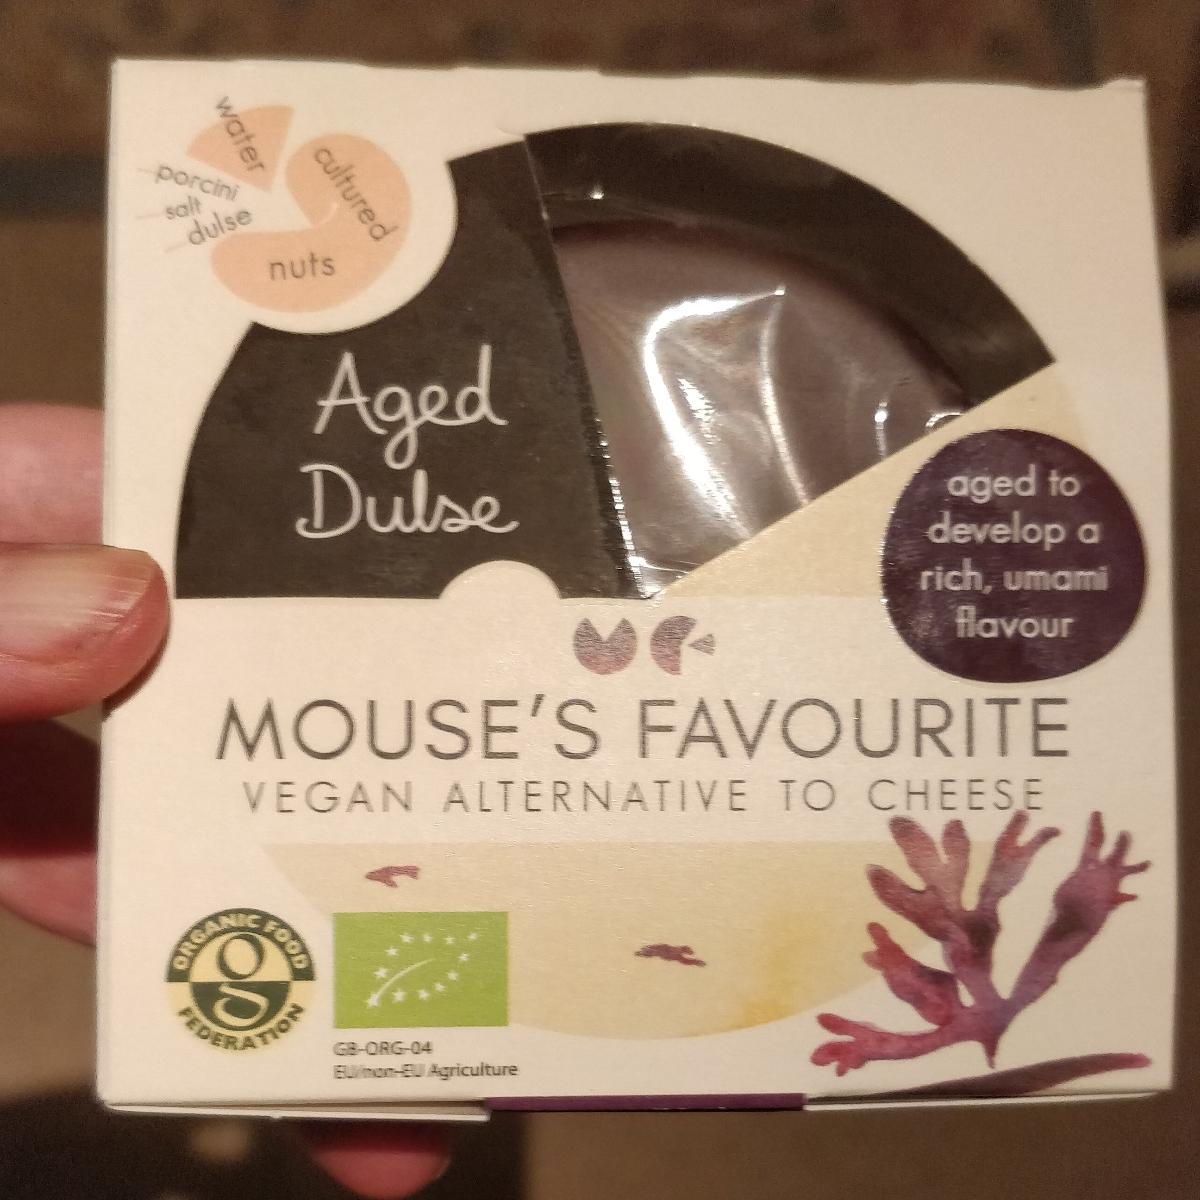 water
cultured
porcini
salt
dulse
nuts
Aged
Dulse
aged to
develop a
rich, umami
flavour
MOUSE'S FAVOURITE
VEGAN ALTERNATIVE TO CHEESE
ORGANIC FOOD
FEDERATION
GB-ORG-04
EU/non-EU Agriculture